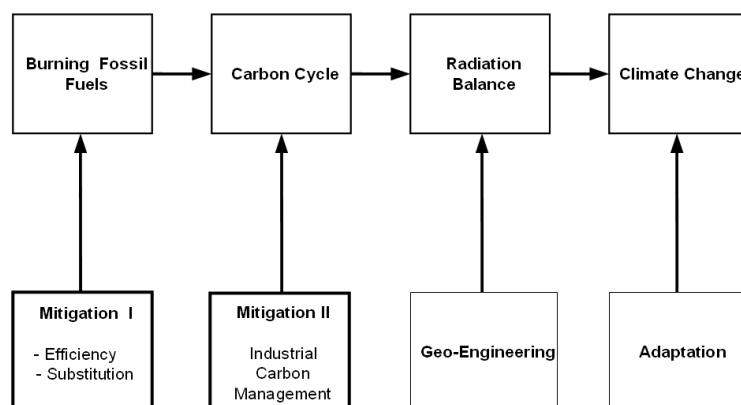 Burning Fossil
Fuels
Carbon Cycle
Radiation
Balance
Climate Change
Mitigation I
- Efficiency
- Substitution
Mitigation II
Industrial
Carbon
Management
Geo-Engineering
Adaptation